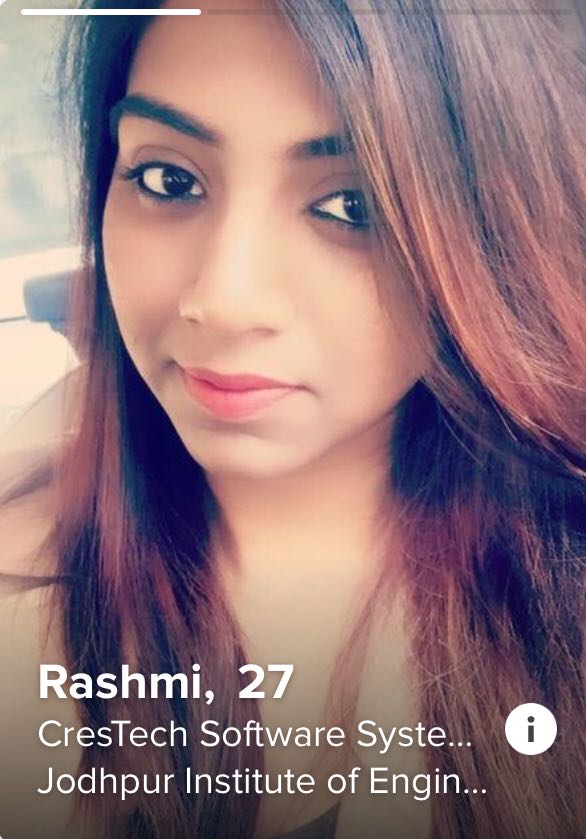 Rashmi, 27
CresTech Software Syste...
Jodhpur Institute of Engin...